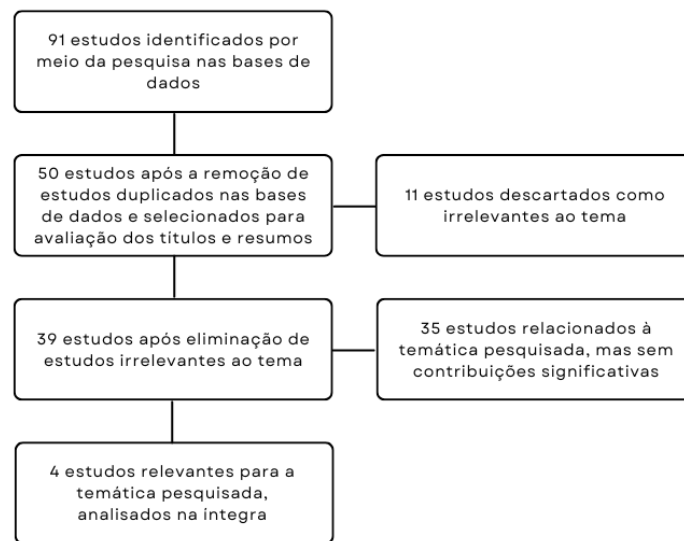 91 estudos identificados por
meio da pesquisa nas bases de
dados
50 estudos após a remoção de
estudos duplicados nas bases
de dados e selecionados para
avaliação dos títulos e resumos
11 estudos descartados como
irrelevantes ao tema
39 estudos após eliminação de
estudos irrelevantes ao tema
35 estudos relacionados à
temática pesquisada, mas sem
contribuições significativas
4 estudos relevantes para a
temática pesquisada,
analisados na integra